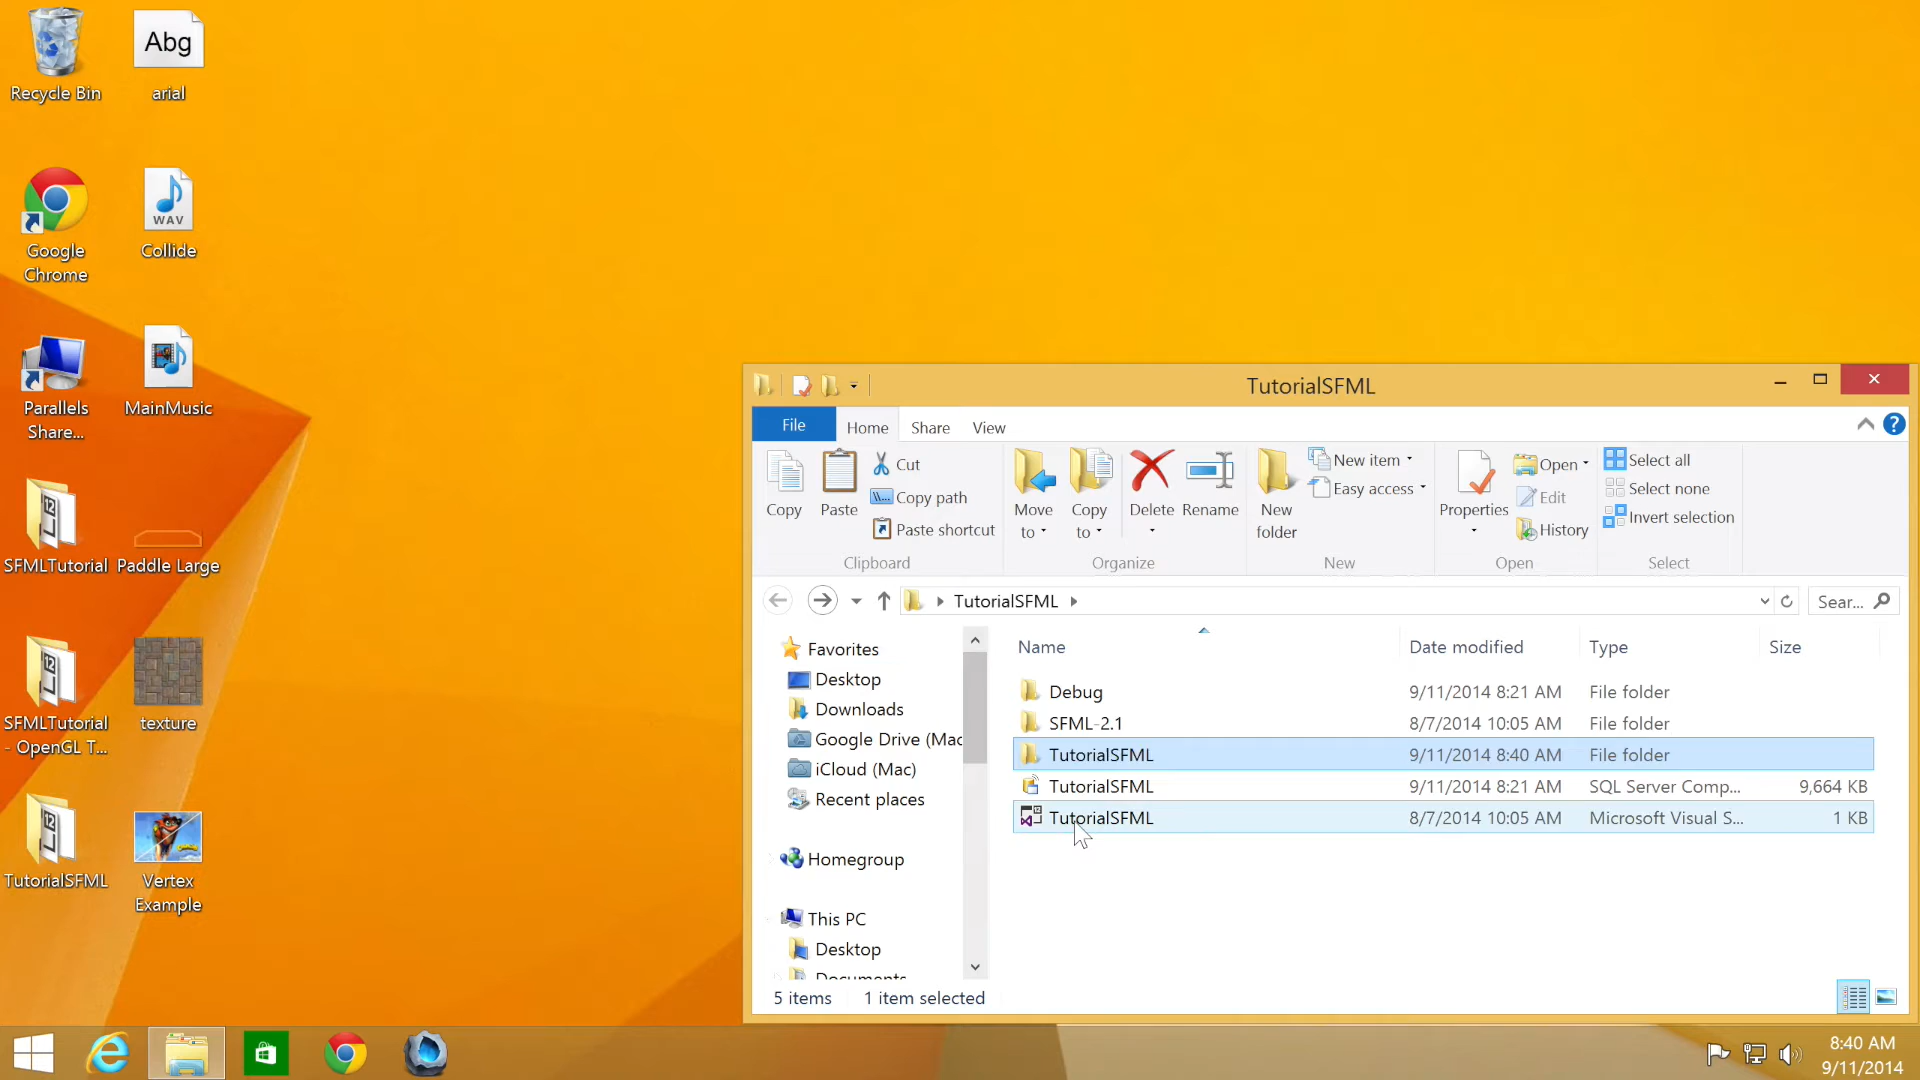 Recycle Bin
Abg
arial
Google
Chrome
WAV
Collide
Parallels
Share...
MainMusic
SFMLTutorial
Paddle Large
SFMLTutorial
- OpenGL T...
texture
TutorialSFML
Vertex
Example
TutorialSFML
File
Home
Share
View
Copy
Paste
Cut
Copy path
Paste shortcut
Clipboard
Move
to
Copy
to
Delete
Rename
Organize
New
folder
New item
Easy access
New
Properties
Open
Edit
History
Open
Select all
Select none
Invert selection
Select
TutorialSFML
Sear...
Favorites
Desktop
Downloads
Google Drive (Mac
iCloud (Mac)
Recent places
Homegroup
This PC
Desktop
Documents
Name Date modified Type Size
Debug 9/11/2014 8:21 AM File folder
SFML-2.1 8/7/2014 10:05 AM File folder
TutorialSFML 9/11/2014 8:40 AM File folder
TutorialSFML 9/11/2014 8:21 AM SQL Server Comp... 9,664 KB
TutorialSFML 8/7/2014 10:05 AM Microsoft Visual S... 1 KB
5 items 1 item selected
8:40 AM
9/11/2014